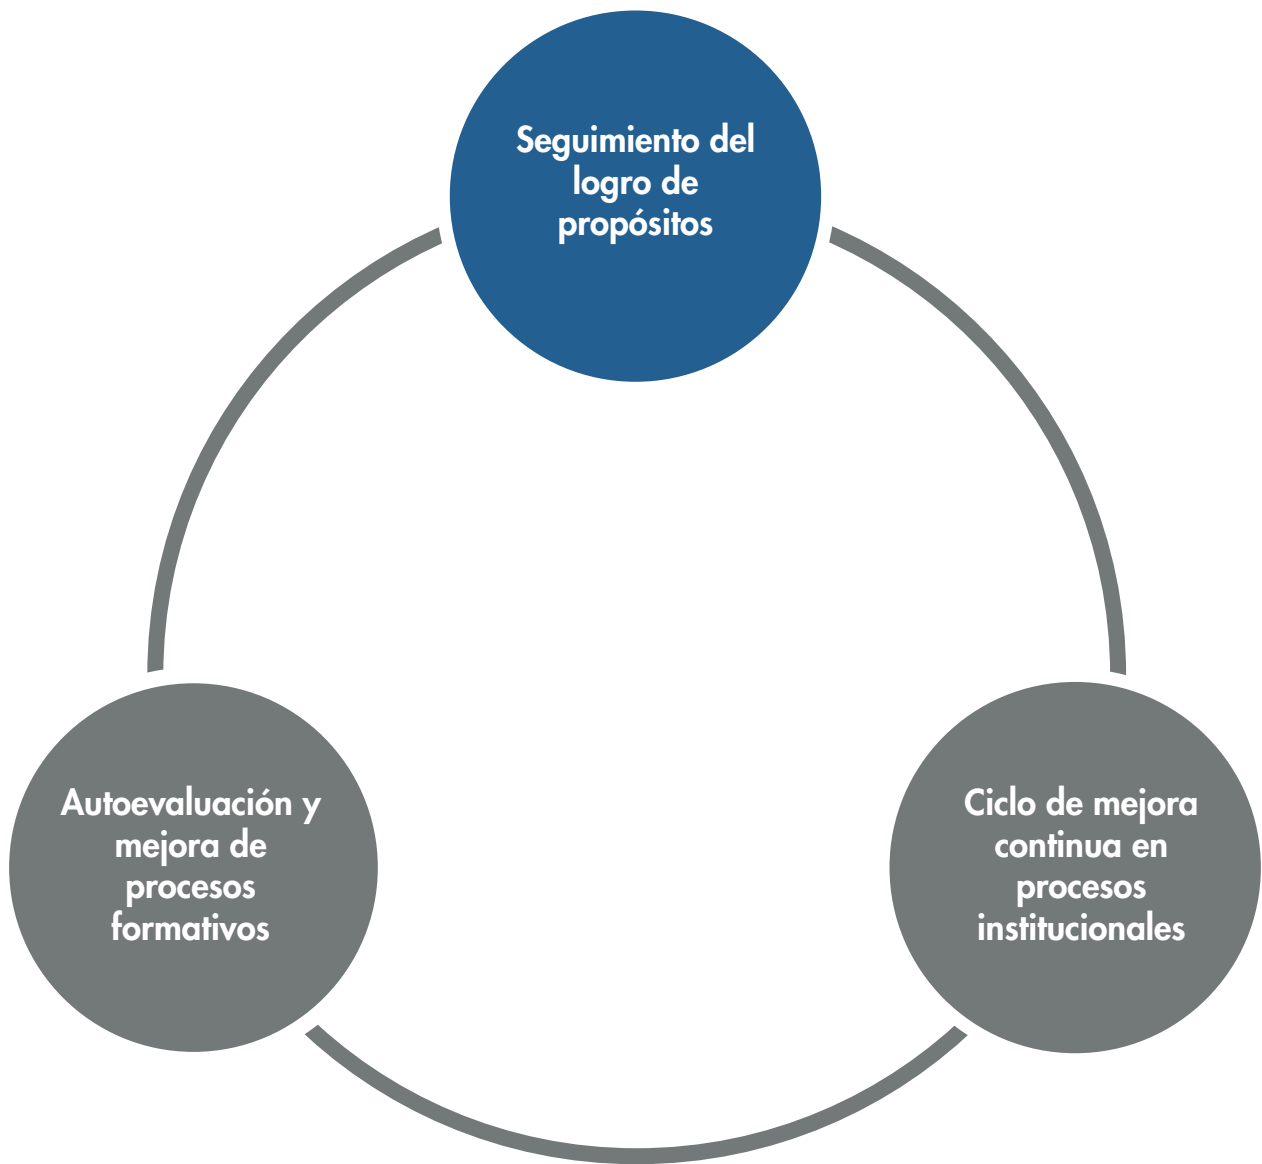 Seguimiento del
logro de
propósitos
Autoevaluación y
mejora de
procesos
formativos
Ciclo de mejora
continua en
procesos
institucionales